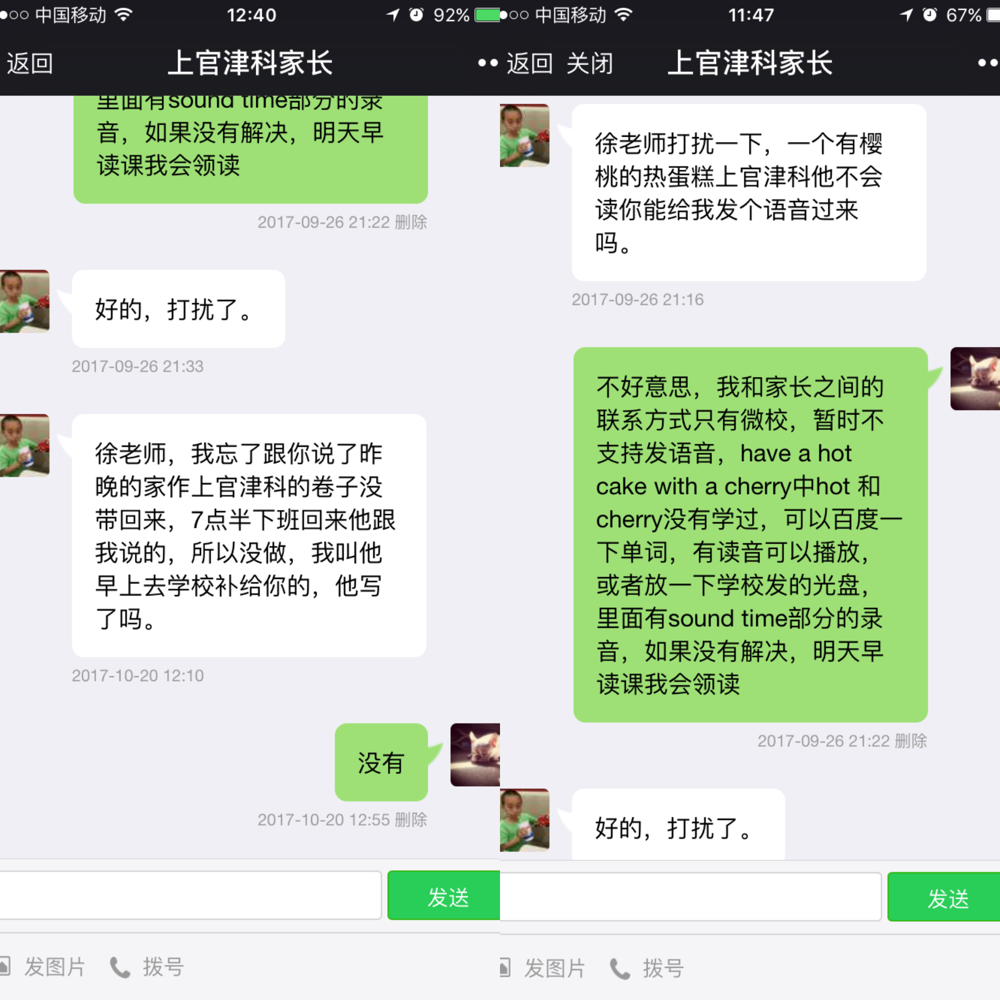 中国移动
12:40
92%
返回
上官津科家长
里面有sound time部分的录
音，如果没有解决，明天早
读课我会领读
2017-09-26 21:22 删除
好的，打扰了。
2017-09-26 21:33
徐老师，我忘了跟你说了昨
晚的家作上官津科的卷子没
带回来，7点半下班回来他跟
我说的，所以没做，我叫他
早上去学校补给你的，他写
了吗。
2017-10-20 12:10
没有
2017-10-20 12:55 删除
发送
发图片
拨号
中国移动
11:47
67%
返回 关闭
上官津科家长
徐老师打扰一下，一个有樱
桃的热蛋糕上官津科他不会
读你能给我发个语音过来
吗。
2017-09-26 21:16
不好意思，我和家长之间的
联系方式只有微校，暂时不
支持发语音，have a hot
cake with a cherry中hot 和
cherry没有学过，可以百度一
下单词，有读音可以播放，
或者放一下学校发的光盘，
里面有sound time部分的录
音，如果没有解决，明天早
读课我会领读
2017-09-26 21:22 删除
好的，打扰了。
发送
发图片
拨号